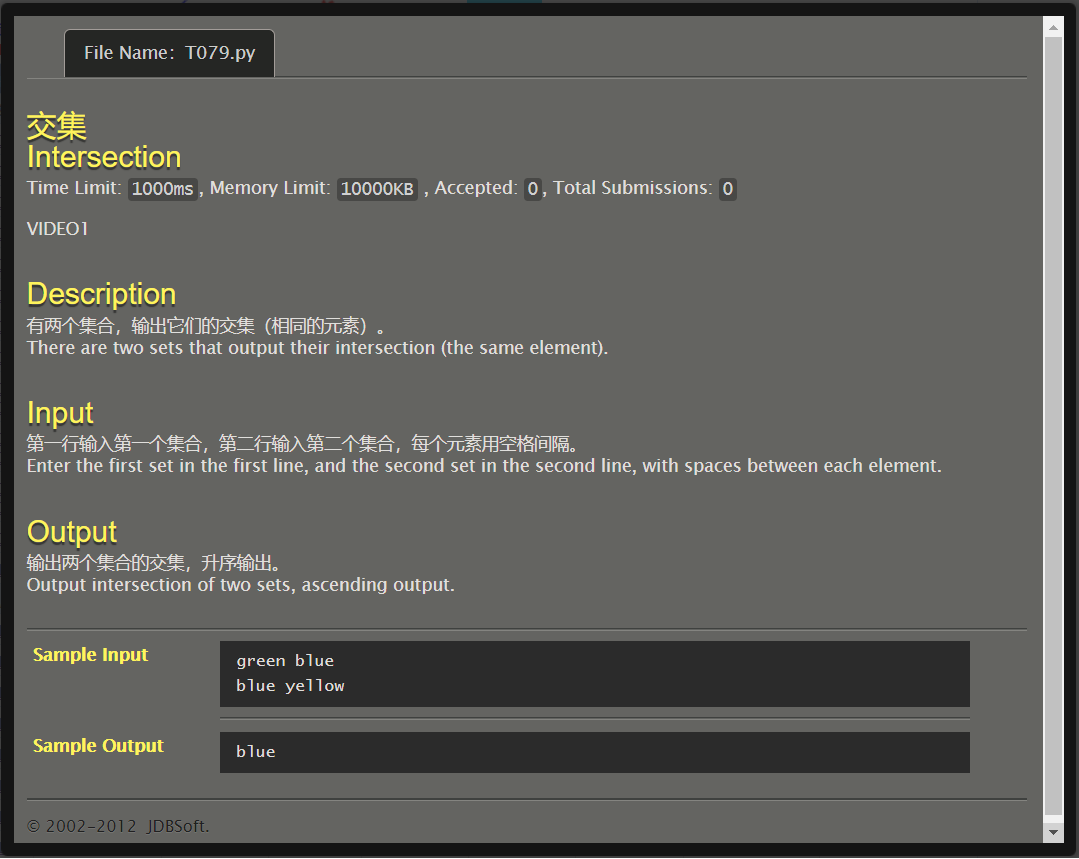 File Name：T079.py
交集
Intersection
Time Limit: 1000ms , Memory Limit: 10000KB , Accepted: 0, Total Submissions: 0
VIDEO1
Description
有两个集合，输出它们的交集（相同的元素）。
There are two sets that output their intersection (the same element).
Input
第一行输入第一个集合，第二行输入第二个集合，每个元素用空格间隔。
Enter the first set in the first line, and the second set in the second line, with spaces between each element.
Output
输出两个集合的交集，升序输出。
Output intersection of two sets, ascending output.
Sample Input
green blue
blue yellow
Sample Output
blue
© 2002-2012 JDBSoft.